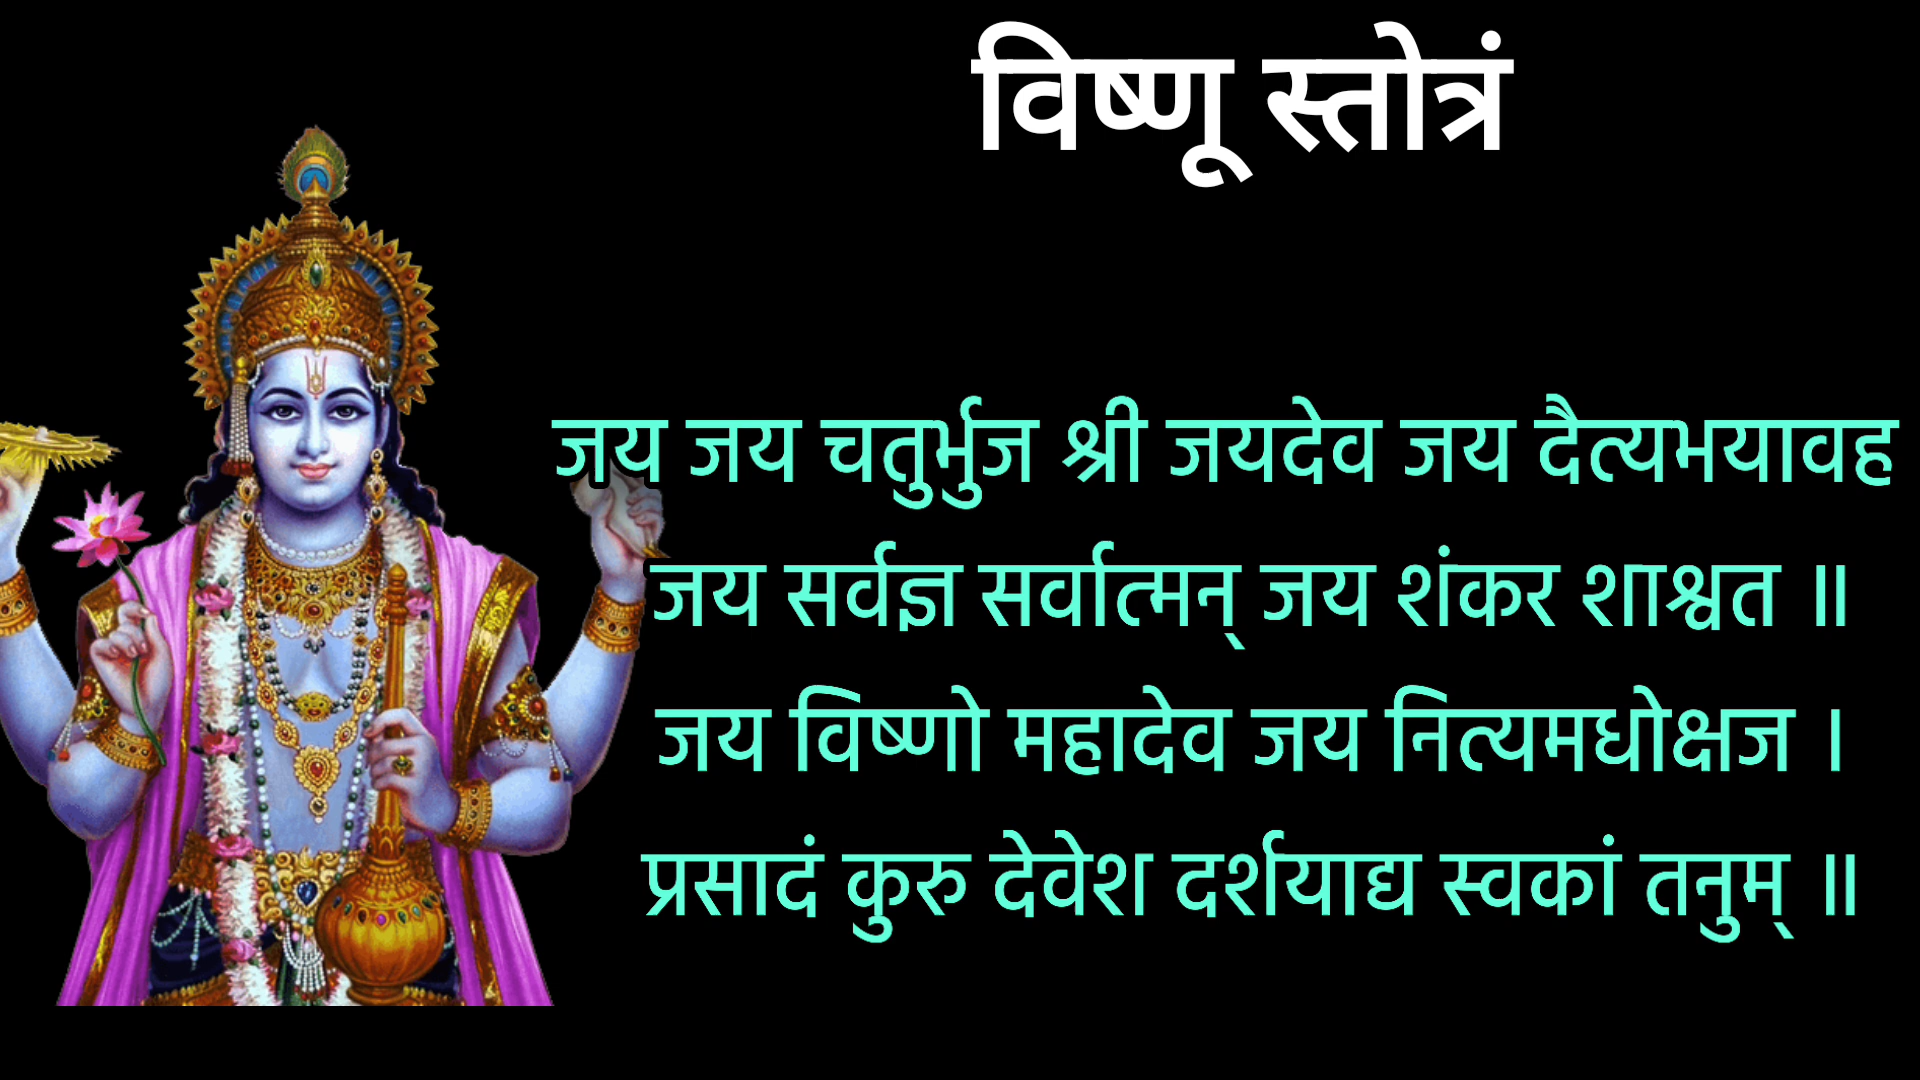 विष्णू स्तोत्रं
जय जय चतुर्भुज श्री जयदेव जय दैत्यभयावह
जय सर्वज्ञ सर्वात्मन् जय शंकर शाश्वत ॥
जय विष्णो महादेव जय नित्यमधोक्षज ।
प्रसादं कुरु देवेश दर्शयाद्य स्वकां तनुम् ॥